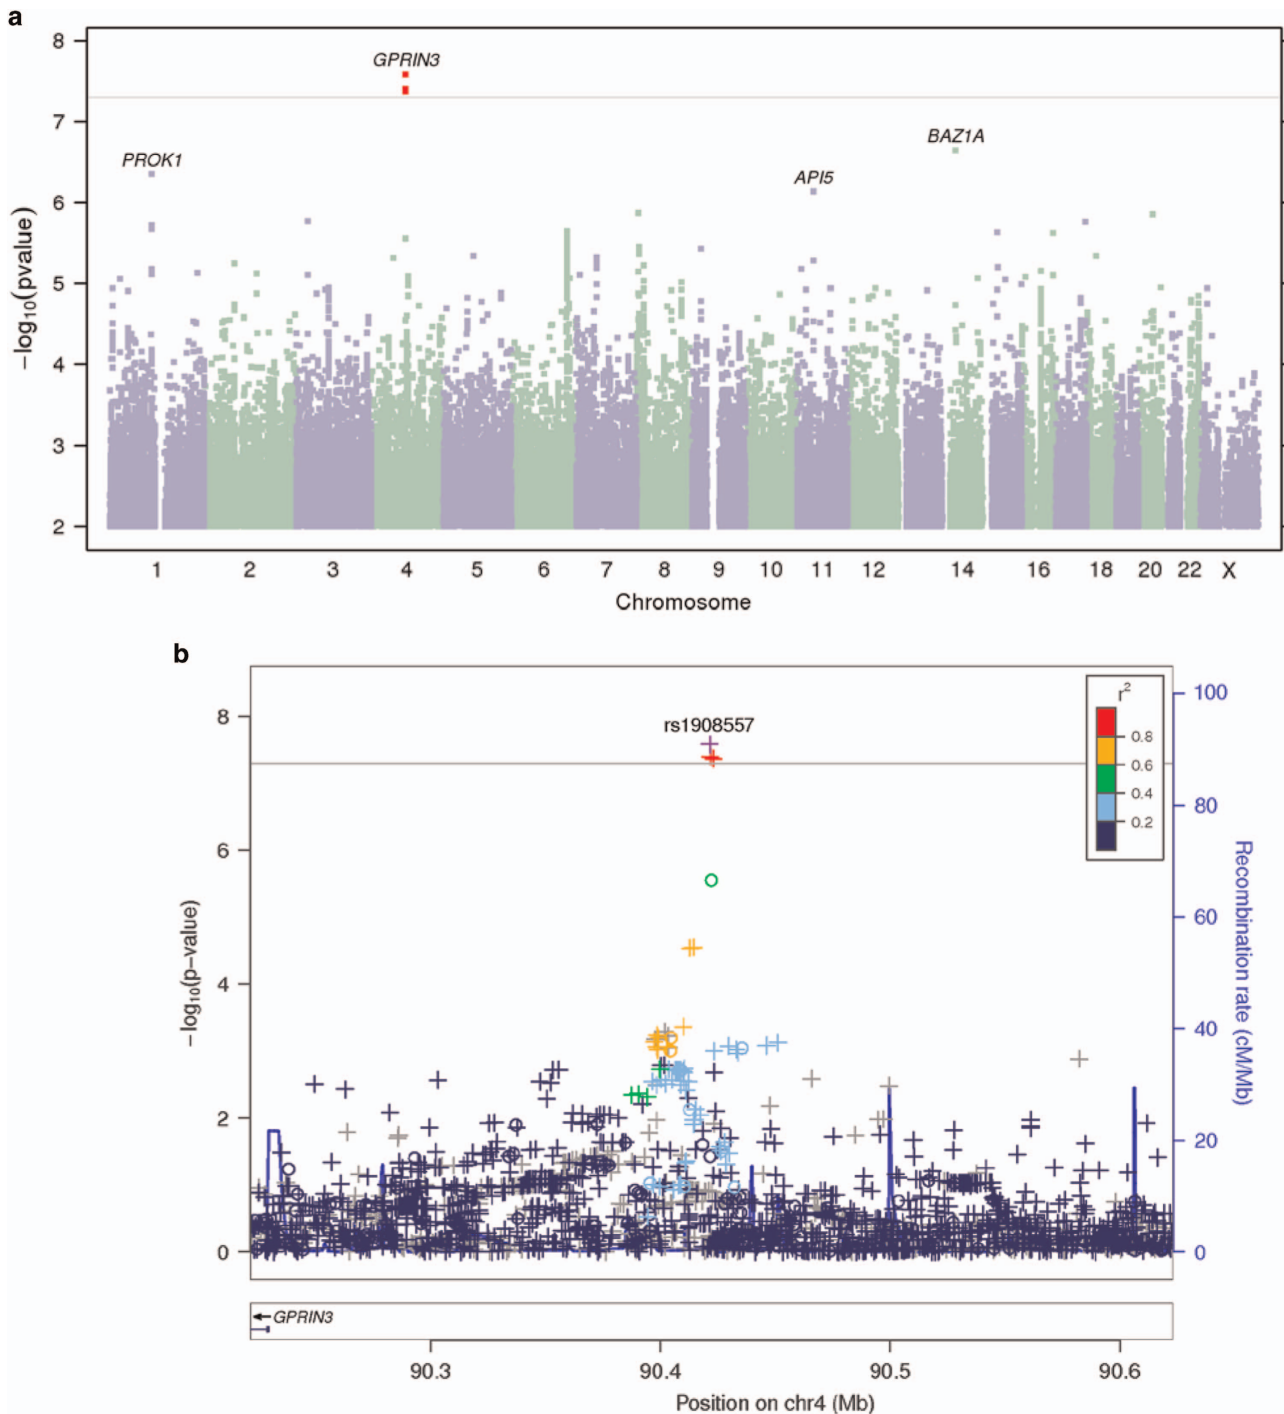 a
8
7
6
5
4
3
2
−log10(pvalue)
GPRIN3
PROK1
API5
BAZ1A
1 2 3 4 5 6 7 8 9 10 11 12 14 16 18 20 22 X
Chromosome
b
8
6
4
2
0
−log10(p−value)
rs1908557
r2
0.8
0.6
0.4
0.2
100
80
60
40
20
0
Recombination rate (cM/Mb)
GPRIN3
90.3 90.4 90.5 90.6
Position on chr4 (Mb)